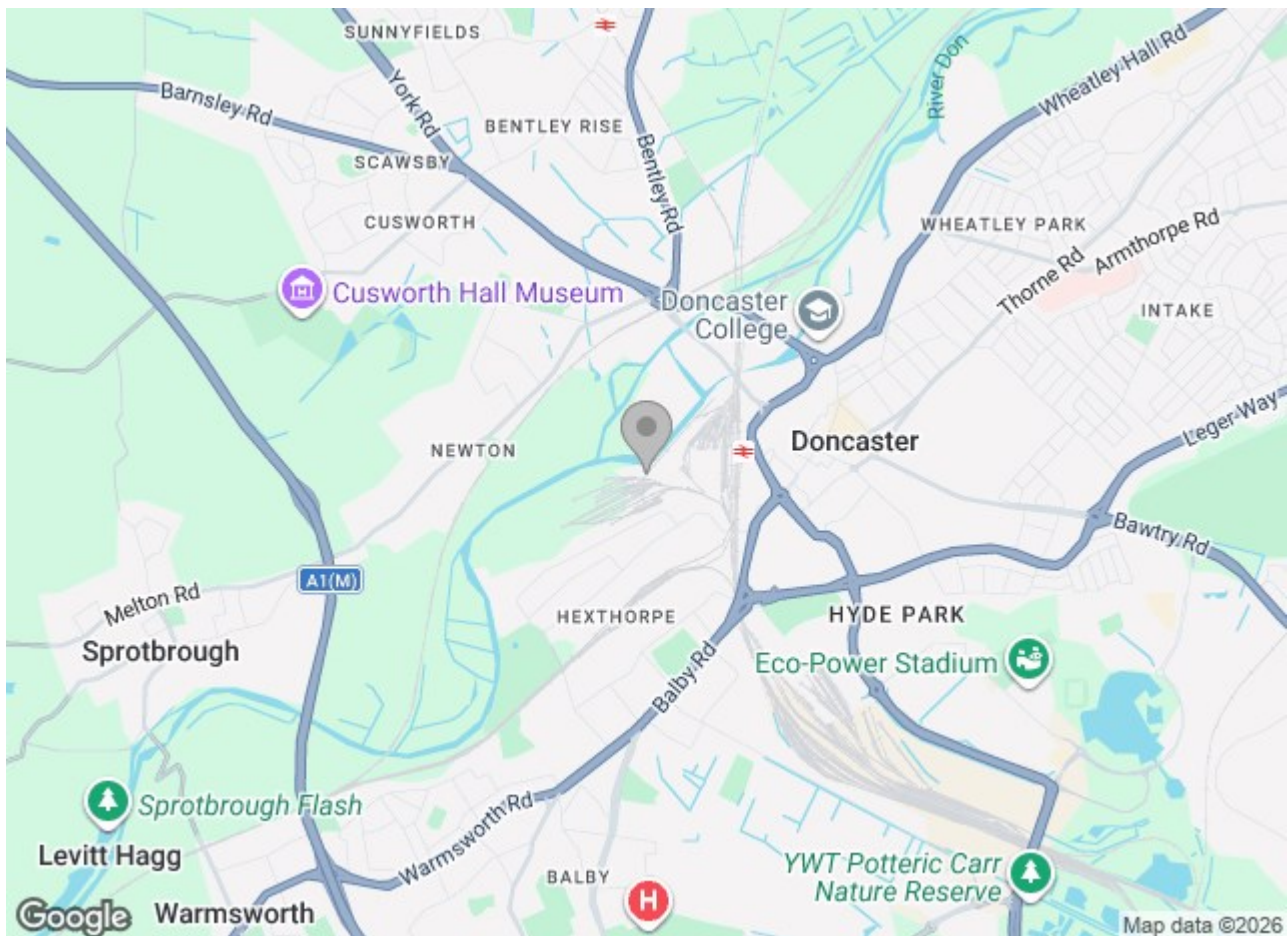 SUNNYFIELDS
Barnsley Rd
York Rd
BENTLEY RISE
SCAWSBY
Bentley Rd
River Don
Wheatley Hall Rd
CUSWORTH
WHEATLEY PARK
Armthorpe Rd
Thorne Rd
Cusworth Hall Museum
Doncaster
College
INTAKE
NEWTON
Doncaster
Leger Way
Bawtry Rd
A1(M)
Melton Rd
Sprotbrough
HEXTHORPE
HYDE PARK
Balby Rd
Eco-Power Stadium
Sprotbrough Flash
Levitt Hagg
Warmsworth Rd
Warmsworth
BALBY
H
YWT Potteric Carr
Nature Reserve
Google
Map data ©2026